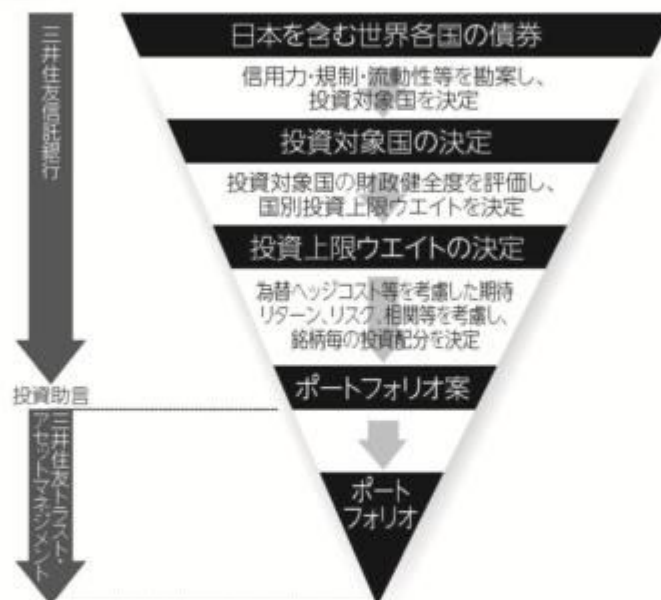 三井住友信託銀行
日本を含む世界各国の債券
信用力・規制・流動性等を勘案し、
投資対象国を決定
投資対象国の決定
投資対象国の財政健全度を評価し、
国別投資上限ウエイトを決定
投資上限ウエイトの決定
為替ヘッジコスト等を考慮した期待
リターン、リスク、相関等を考慮し、
銘柄毎の投資配分を決定
ポートフォリオ案
投資助言
三井住友トラスト・
アセットマネジメント
ポート
フォリオ